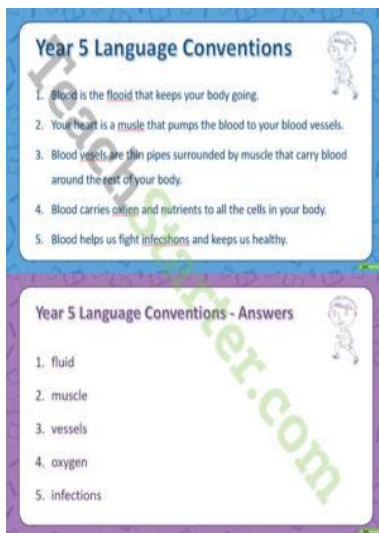 Year 5 Language Conventions
1. Blood is the flooid that keeps your body going.
2. Your heart is a musle that pumps the blood to your blood vessels.
3. Blood vesels are thin pipes surrounded by muscle that carry blood
around the rest of your body.
4. Blood carries oxijen and nutrients to all the cells in your body.
5. Blood helps us fight infecshons and keeps us healthy.
Year 5 Language Conventions - Answers
1. fluid
2. muscle
3. vessels
4. oxygen
5. infections
TeachStarter.com